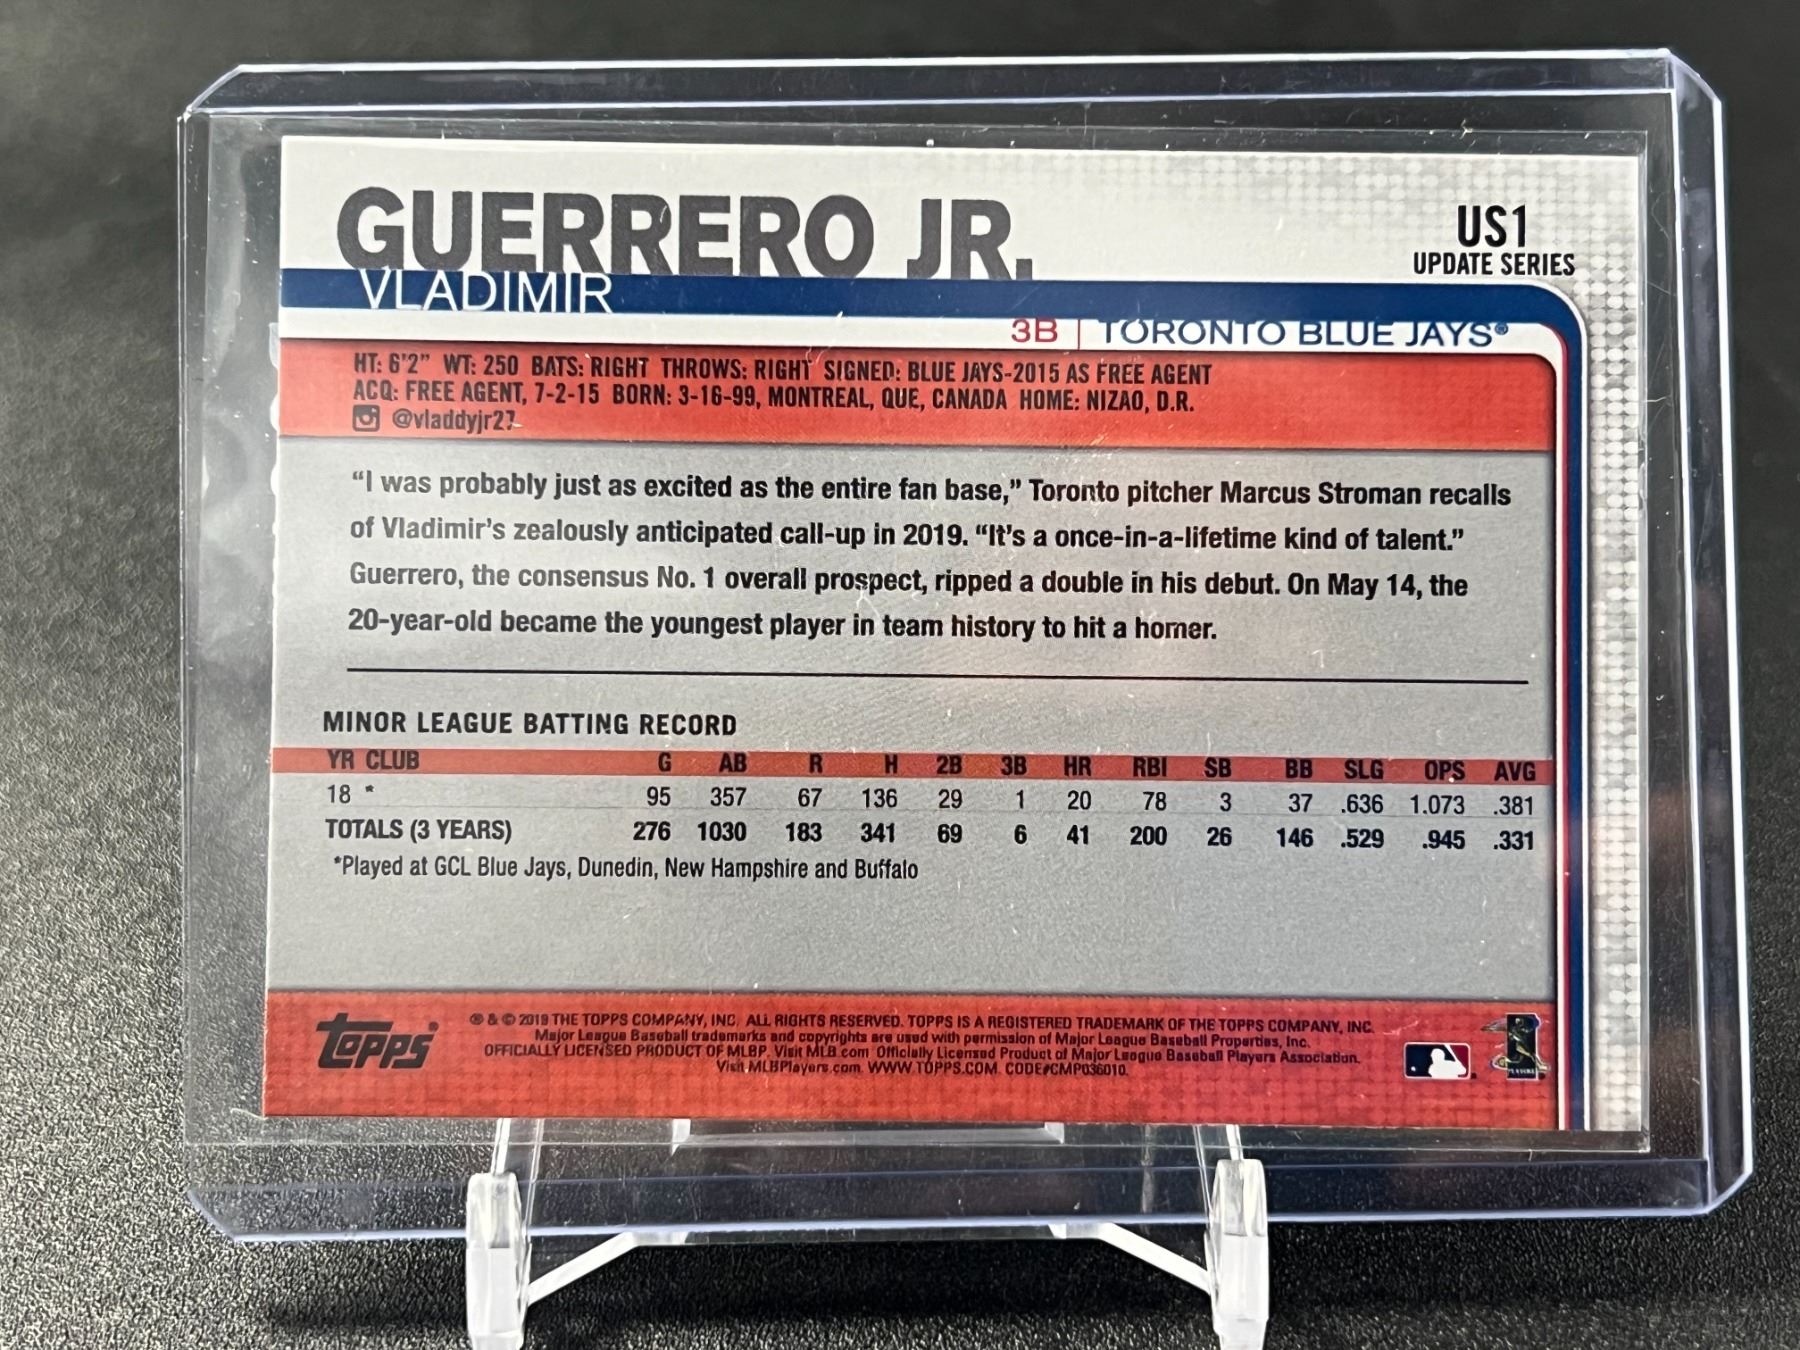 GUERRERO JR.
VLADIMIR
US1
UPDATE SERIES
3B | TORONTO BLUE JAYS®
HT: 6'2" WT: 250 BATS: RIGHT THROWS: RIGHT SIGNED: BLUE JAYS-2015 AS FREE AGENT
ACQ: FREE AGENT, 7-2-15 BORN: 3-16-99, MONTREAL, QUE, CANADA HOME: NIZAO, D.R.
@vladdyjr27
“I was probably just as excited as the entire fan base,” Toronto pitcher Marcus Stroman recalls
of Vladimir’s zealously anticipated call-up in 2019. “It’s a once-in-a-lifetime kind of talent.”
Guerrero, the consensus No. 1 overall prospect, ripped a double in his debut. On May 14, the
20-year-old became the youngest player in team history to hit a homer.
MINOR LEAGUE BATTING RECORD
YR CLUB G AB R H 2B 3B HR RBI SB BB SLG OPS AVG
18 * 95 357 67 136 29 1 20 78 3 37 .636 1.073 .381
TOTALS (3 YEARS) 276 1030 183 341 69 6 41 200 26 146 .529 .945 .331
*Played at GCL Blue Jays, Dunedin, New Hampshire and Buffalo
topps®
® & © 2019 THE TOPPS COMPANY, INC. ALL RIGHTS RESERVED. TOPPS IS A REGISTERED TRADEMARK OF THE TOPPS COMPANY, INC.
Major League Baseball trademarks and copyrights are used with permission of Major League Baseball Properties, Inc.
OFFICIALLY LICENSED PRODUCT OF MLBP. Visit MLB.com Officially Licensed Product of Major League Baseball Players Association.
Visit MLBPlayers.com. WWW.TOPPS.COM. CODE#CMP036010.